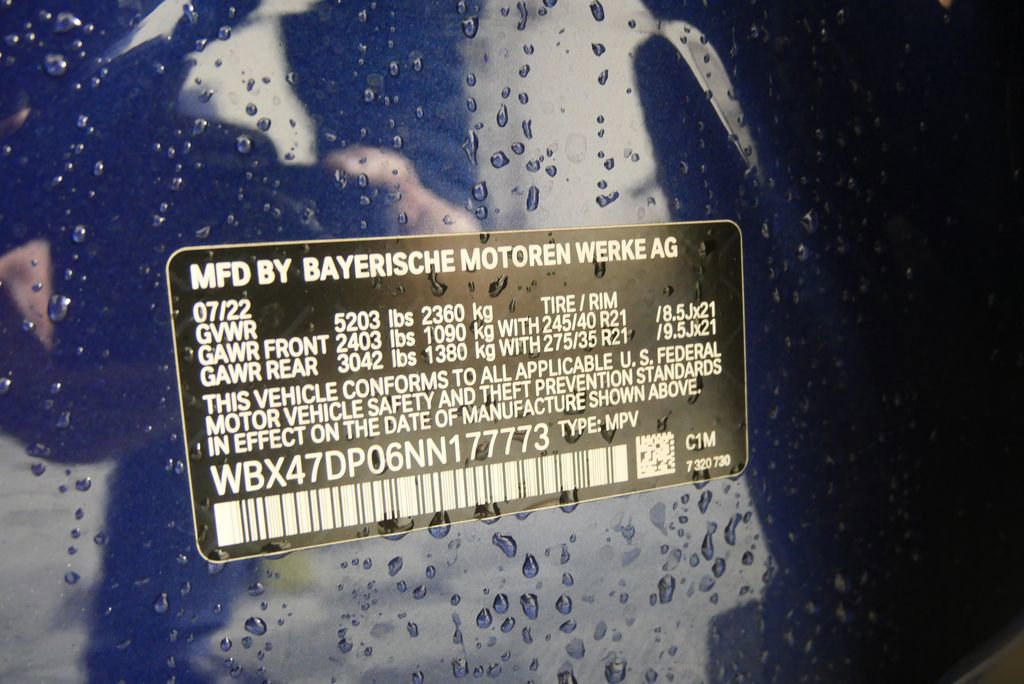 MFD BY BAYERISCHE MOTOREN WERKE AG
07/22 TIRE / RIM
GVWR 5203 lbs 2360 kg
GAWR FRONT 2403 lbs 1090 kg WITH 245/40 R21 /8.5Jx21
GAWR REAR 3042 lbs 1380 kg WITH 275/35 R21 /9.5Jx21
THIS VEHICLE CONFORMS TO ALL APPLICABLE U.S. FEDERAL
MOTOR VEHICLE SAFETY AND THEFT PREVENTION STANDARDS
IN EFFECT ON THE DATE OF MANUFACTURE SHOWN ABOVE.
WBX47DP06NN177773 TYPE: MPV
C1M
7 320 730